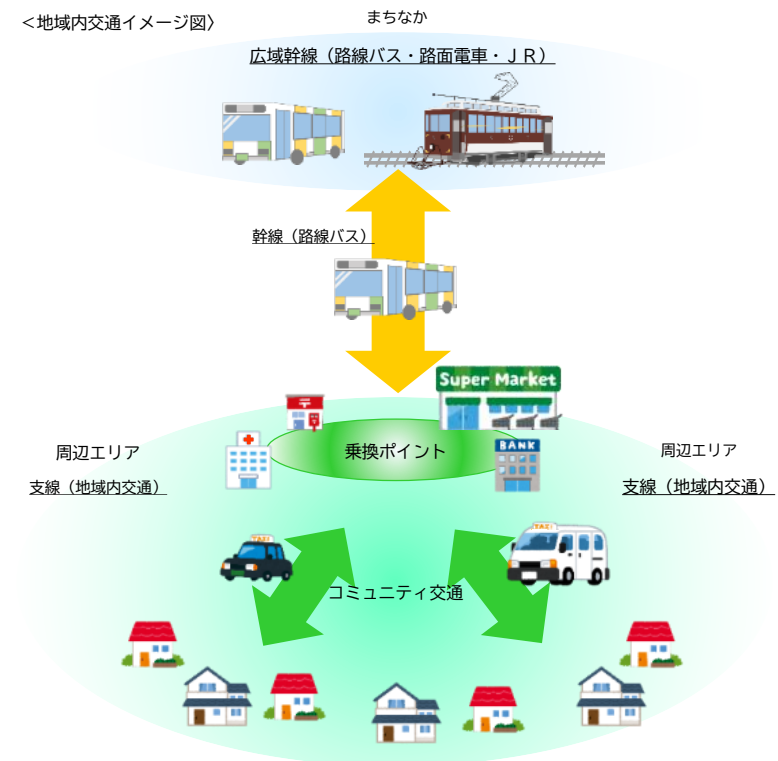 ＜地域内交通イメージ図＞
まちなか
広域幹線（路線バス・路面電車・ＪＲ）
幹線（路線バス）
Super Market
BANK
乗換ポイント
周辺エリア
支線（地域内交通）
周辺エリア
支線（地域内交通）
TAXI
TAXI
コミュニティ交通